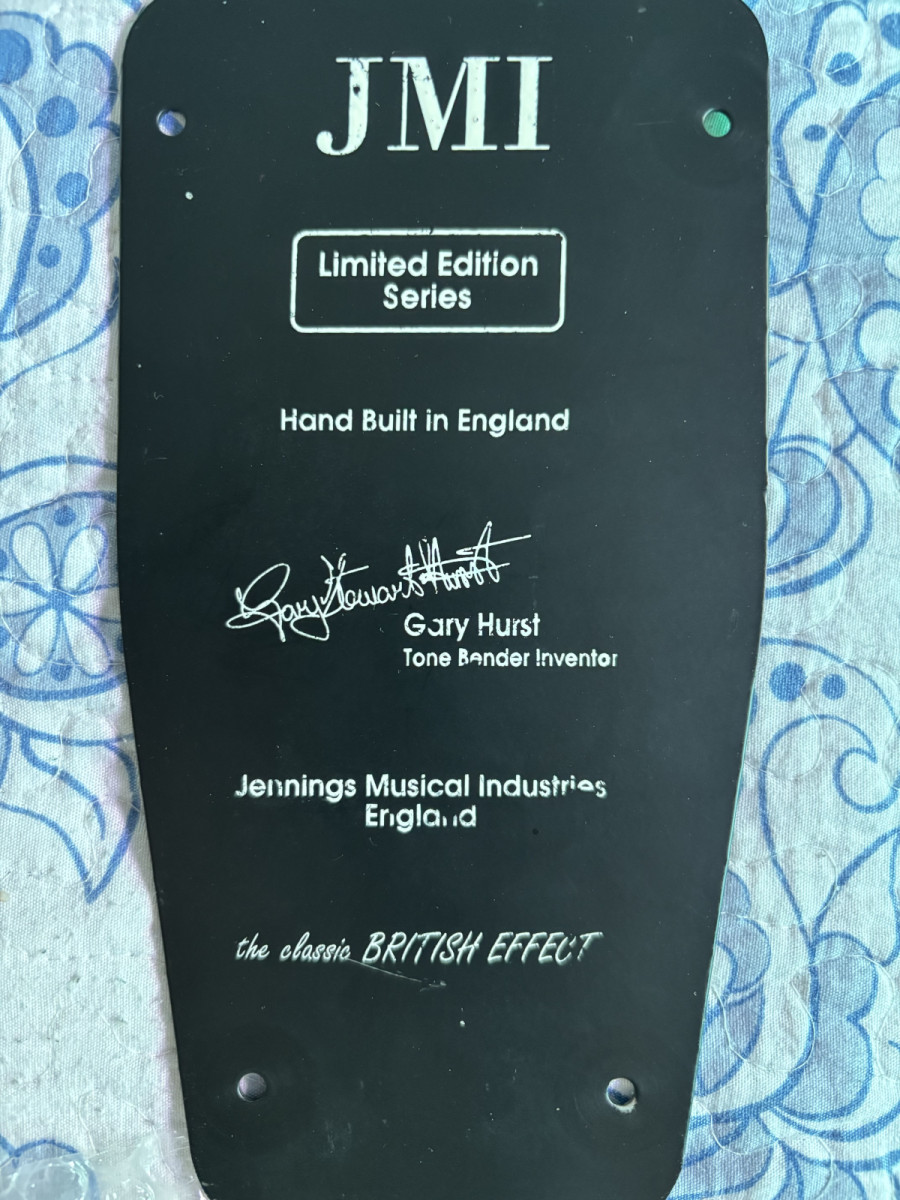 JMI
Limited Edition
Series
Hand Built in England
Gary Stewart Hurst
Gary Hurst
Tone Bender Inventor
Jennings Musical Industries
England
the classic BRITISH EFFECT